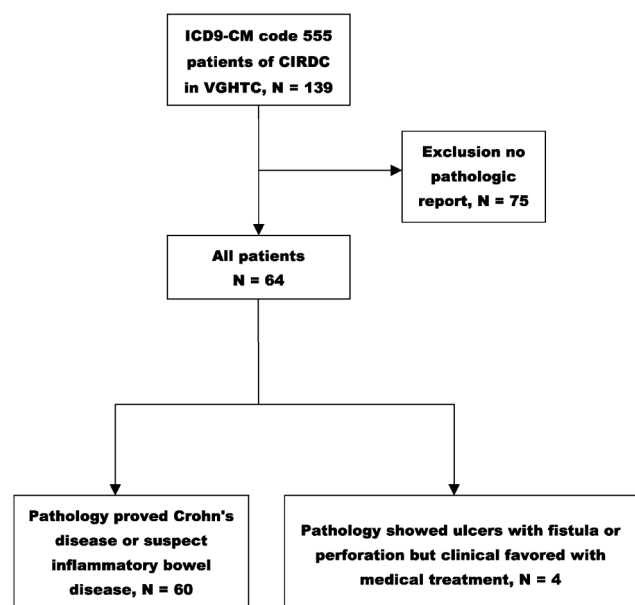 ICD9-CM code 555
patients of CIRDC
in VGHTC, N = 139
Exclusion no
pathologic
report, N = 75
All patients
N = 64
Pathology proved Crohn's
disease or suspect
inflammatory bowel
disease, N = 60
Pathology showed ulcers with fistula or
perforation but clinical favored with
medical treatment, N = 4